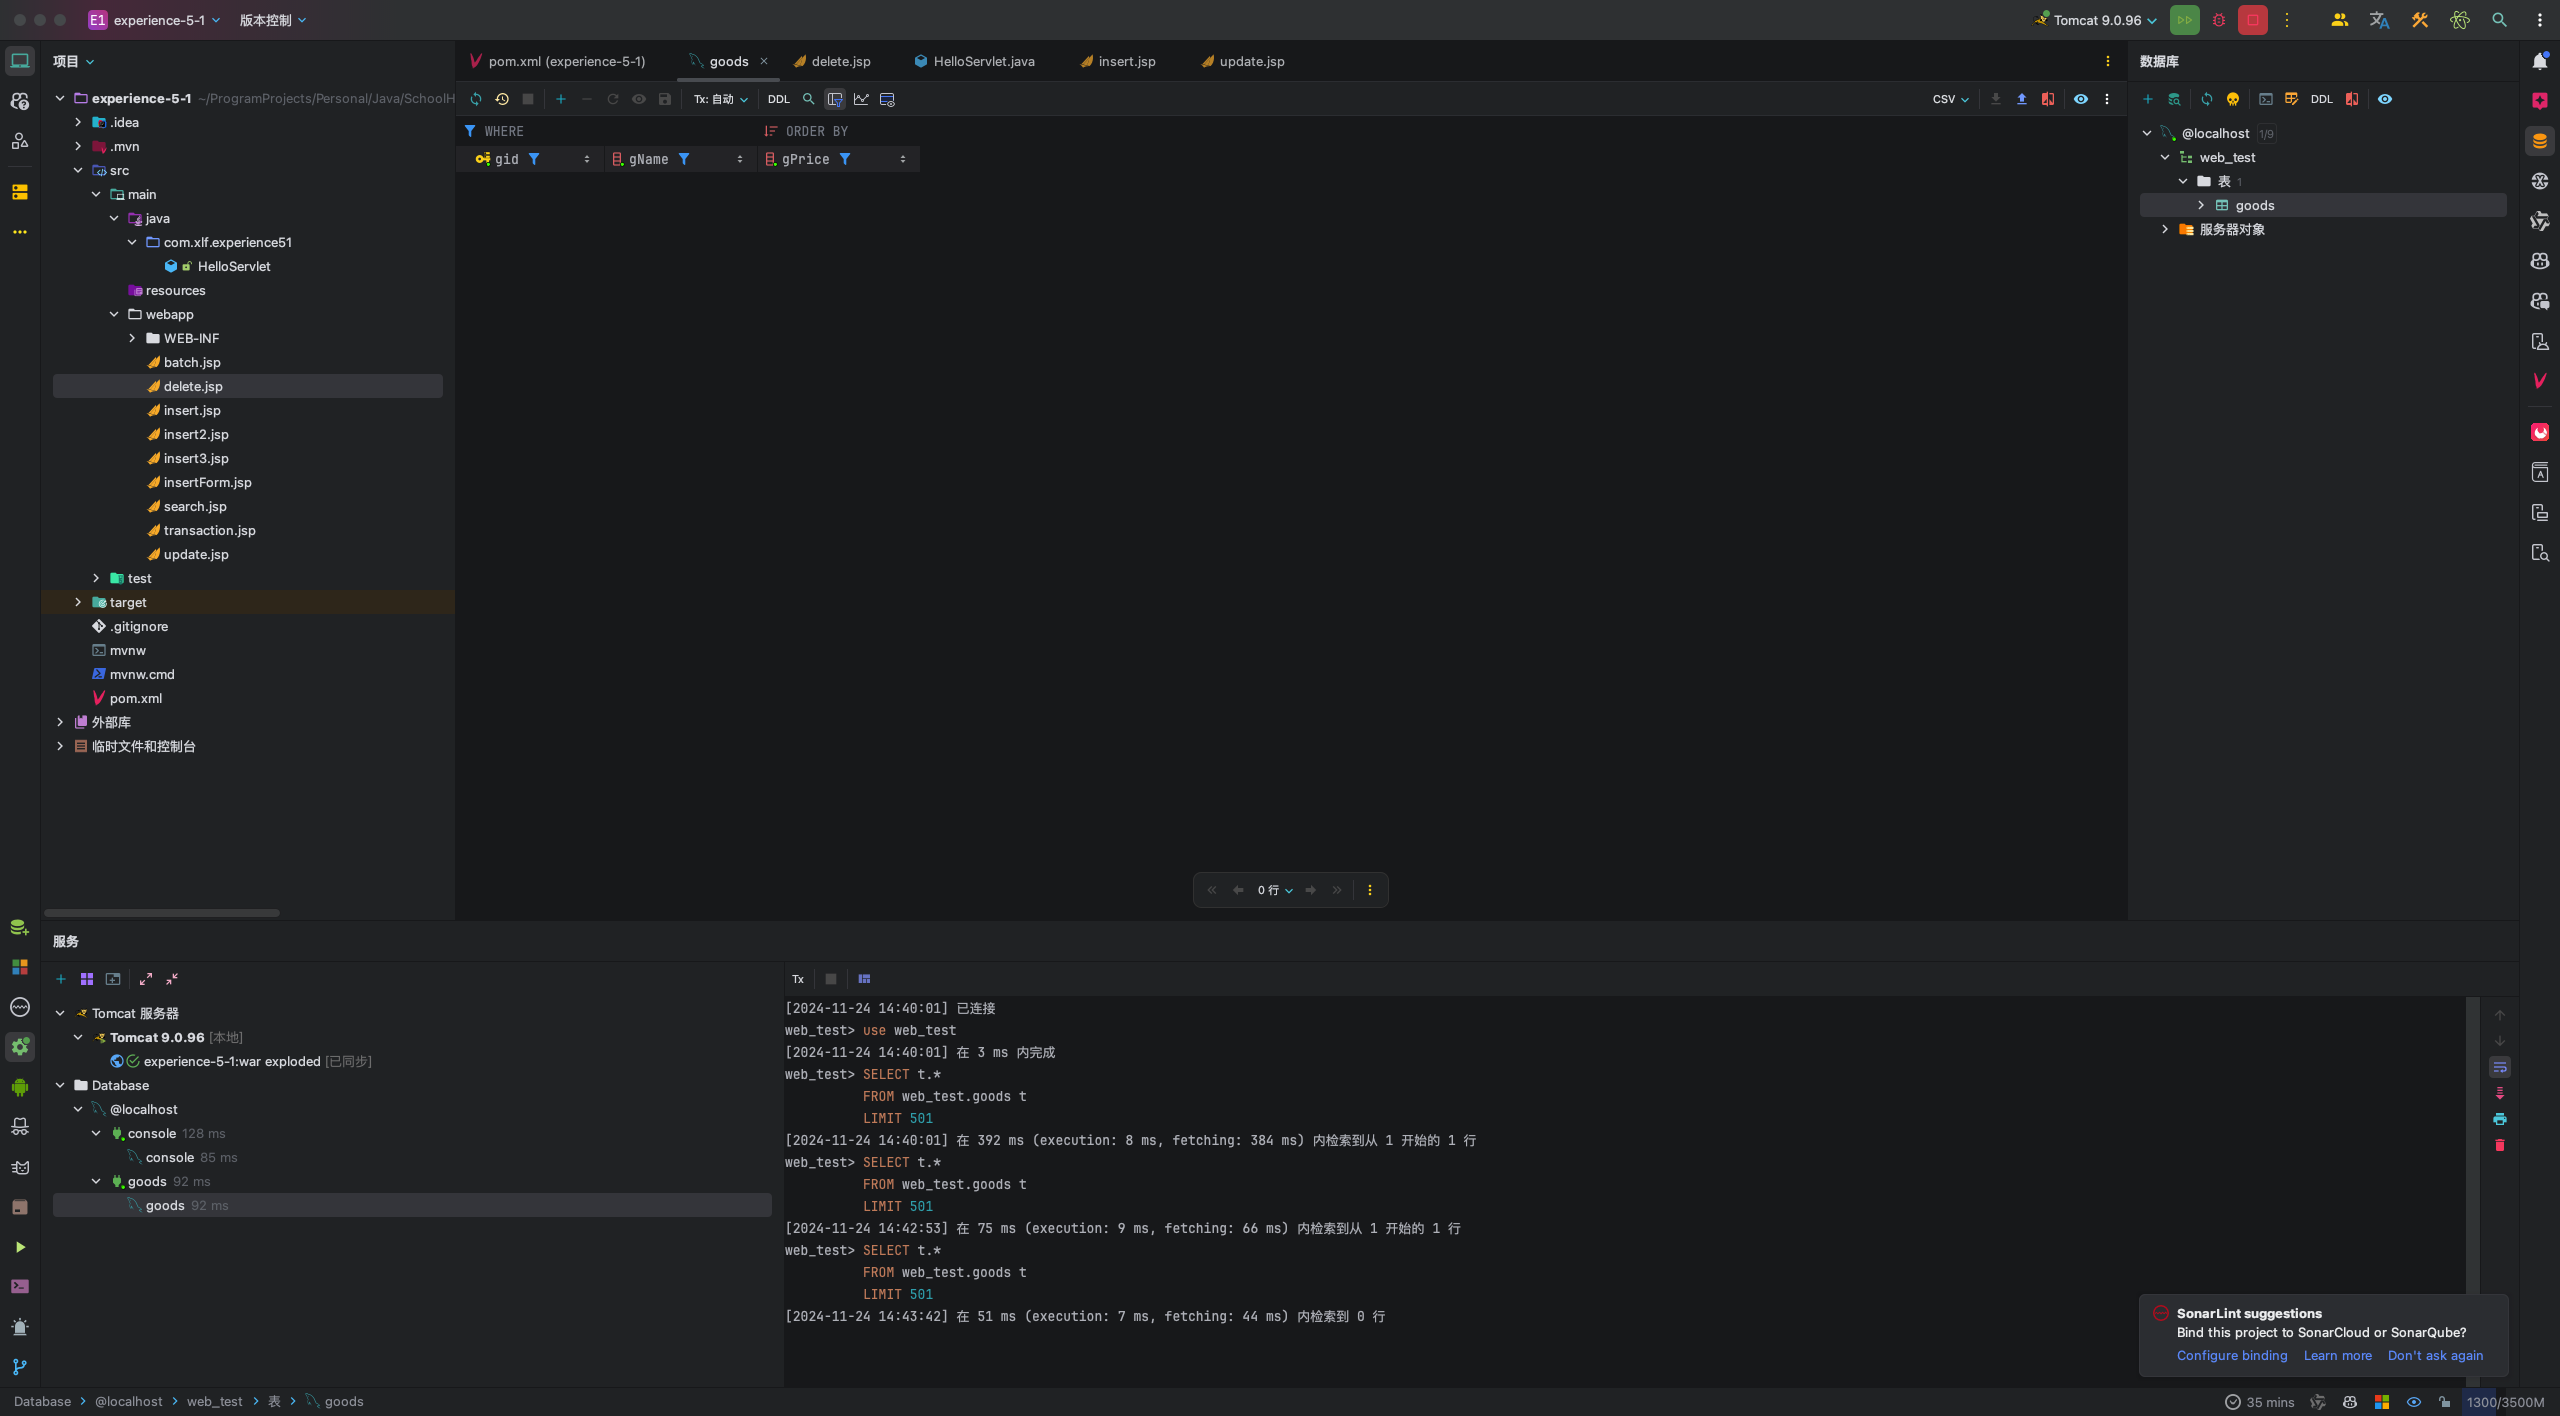 E1 experience-5-1 版本控制 Tomcat 9.0.96
项目
experience-5-1 ~/ProgramProjects/Personal/Java/SchoolH
.idea
.mvn
src
main
java
com.xlf.experience51
HelloServlet
resources
webapp
WEB-INF
batch.jsp
delete.jsp
insert.jsp
insert2.jsp
insert3.jsp
insertForm.jsp
search.jsp
transaction.jsp
update.jsp
test
target
.gitignore
mvnw
mvnw.cmd
pom.xml
外部库
临时文件和控制台
pom.xml (experience-5-1) goods delete.jsp HelloServlet.java insert.jsp update.jsp
Tx: 自动 DDL CSV
WHERE ORDER BY
gid gName gPrice
0 行
数据库
DDL
@localhost 1/9
web_test
表 1
goods
服务器对象
服务
Tomcat 服务器
Tomcat 9.0.96 [本地]
experience-5-1:war exploded [已同步]
Database
@localhost
console 128 ms
console 85 ms
goods 92 ms
goods 92 ms
Tx
[2024-11-24 14:40:01] 已连接
web_test> use web_test
[2024-11-24 14:40:01] 在 3 ms 内完成
web_test> SELECT t.*
FROM web_test.goods t
LIMIT 501
[2024-11-24 14:40:01] 在 392 ms (execution: 8 ms, fetching: 384 ms) 内检索到从 1 开始的 1 行
web_test> SELECT t.*
FROM web_test.goods t
LIMIT 501
[2024-11-24 14:42:53] 在 75 ms (execution: 9 ms, fetching: 66 ms) 内检索到从 1 开始的 1 行
web_test> SELECT t.*
FROM web_test.goods t
LIMIT 501
[2024-11-24 14:43:42] 在 51 ms (execution: 7 ms, fetching: 44 ms) 内检索到 0 行
SonarLint suggestions
Bind this project to SonarCloud or SonarQube?
Configure binding Learn more Don't ask again
Database @localhost web_test 表 goods
35 mins 1300/3500M